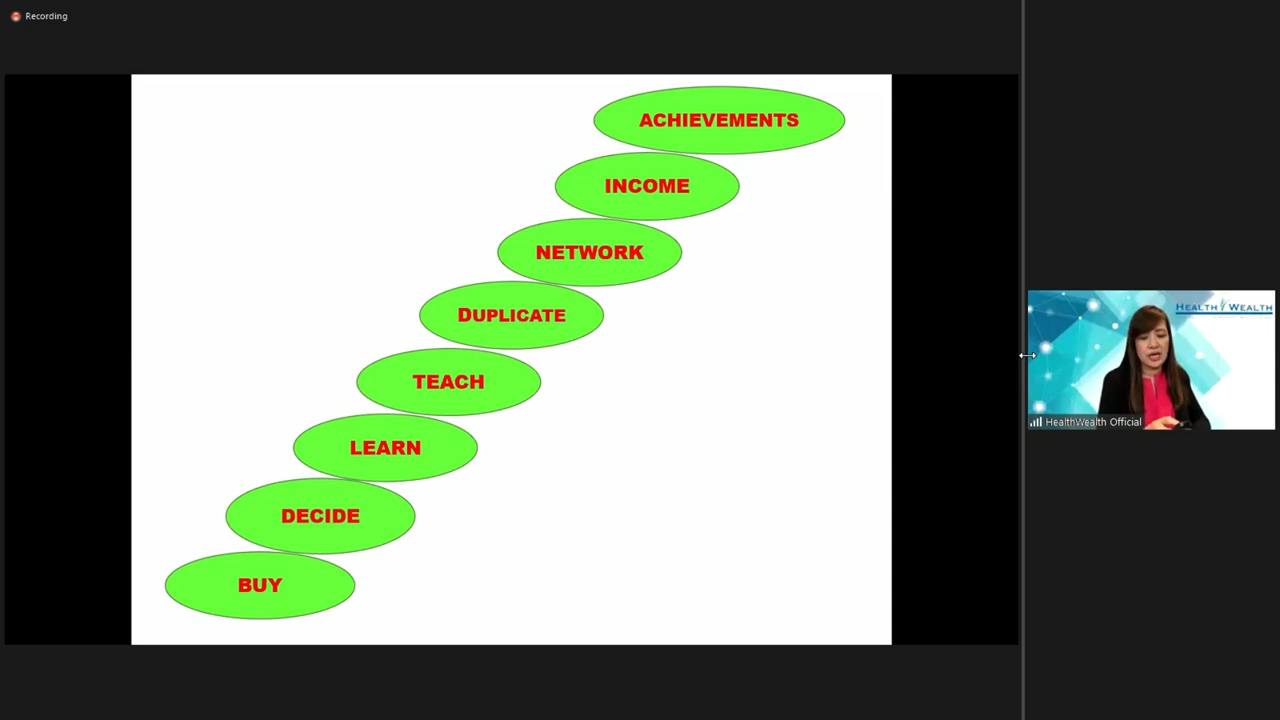 Recording
ACHIEVEMENTS
INCOME
NETWORK
DUPLICATE
TEACH
LEARN
DECIDE
BUY
HEALTH WEALTH
HealthWealth Official